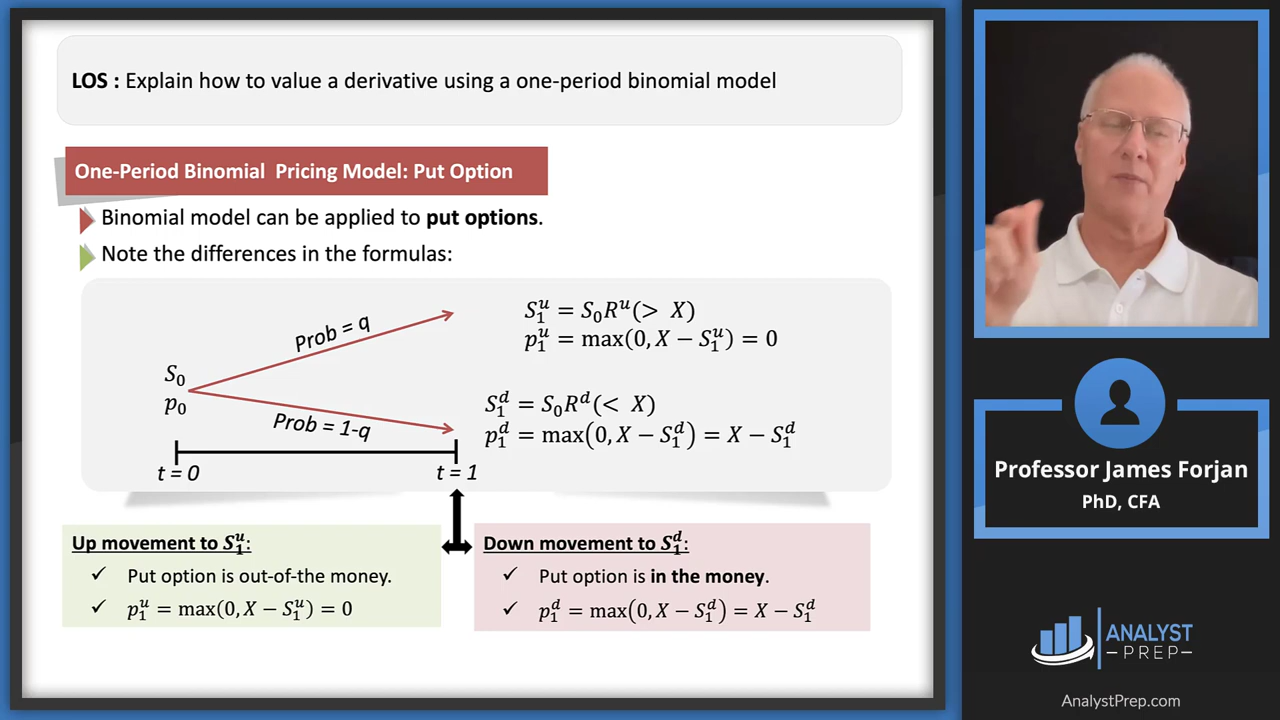 LOS : Explain how to value a derivative using a one-period binomial model
One-Period Binomial Pricing Model: Put Option
Binomial model can be applied to put options.
Note the differences in the formulas:
Prob = q
S₁ᵘ = S₀Rᵘ(> X)
p₁ᵘ = max(0, X − S₁ᵘ) = 0
S₀
p₀
Prob = 1-q
S₁ᵈ = S₀Rᵈ(< X)
p₁ᵈ = max(0, X − S₁ᵈ) = X − S₁ᵈ
t = 0
t = 1
Up movement to S₁ᵘ:
✓ Put option is out-of-the money.
✓ p₁ᵘ = max(0, X − S₁ᵘ) = 0
Down movement to S₁ᵈ:
✓ Put option is in the money.
✓ p₁ᵈ = max(0, X − S₁ᵈ) = X − S₁ᵈ
Professor James Forjan
PhD, CFA
ANALYST
—PREP—
AnalystPrep.com